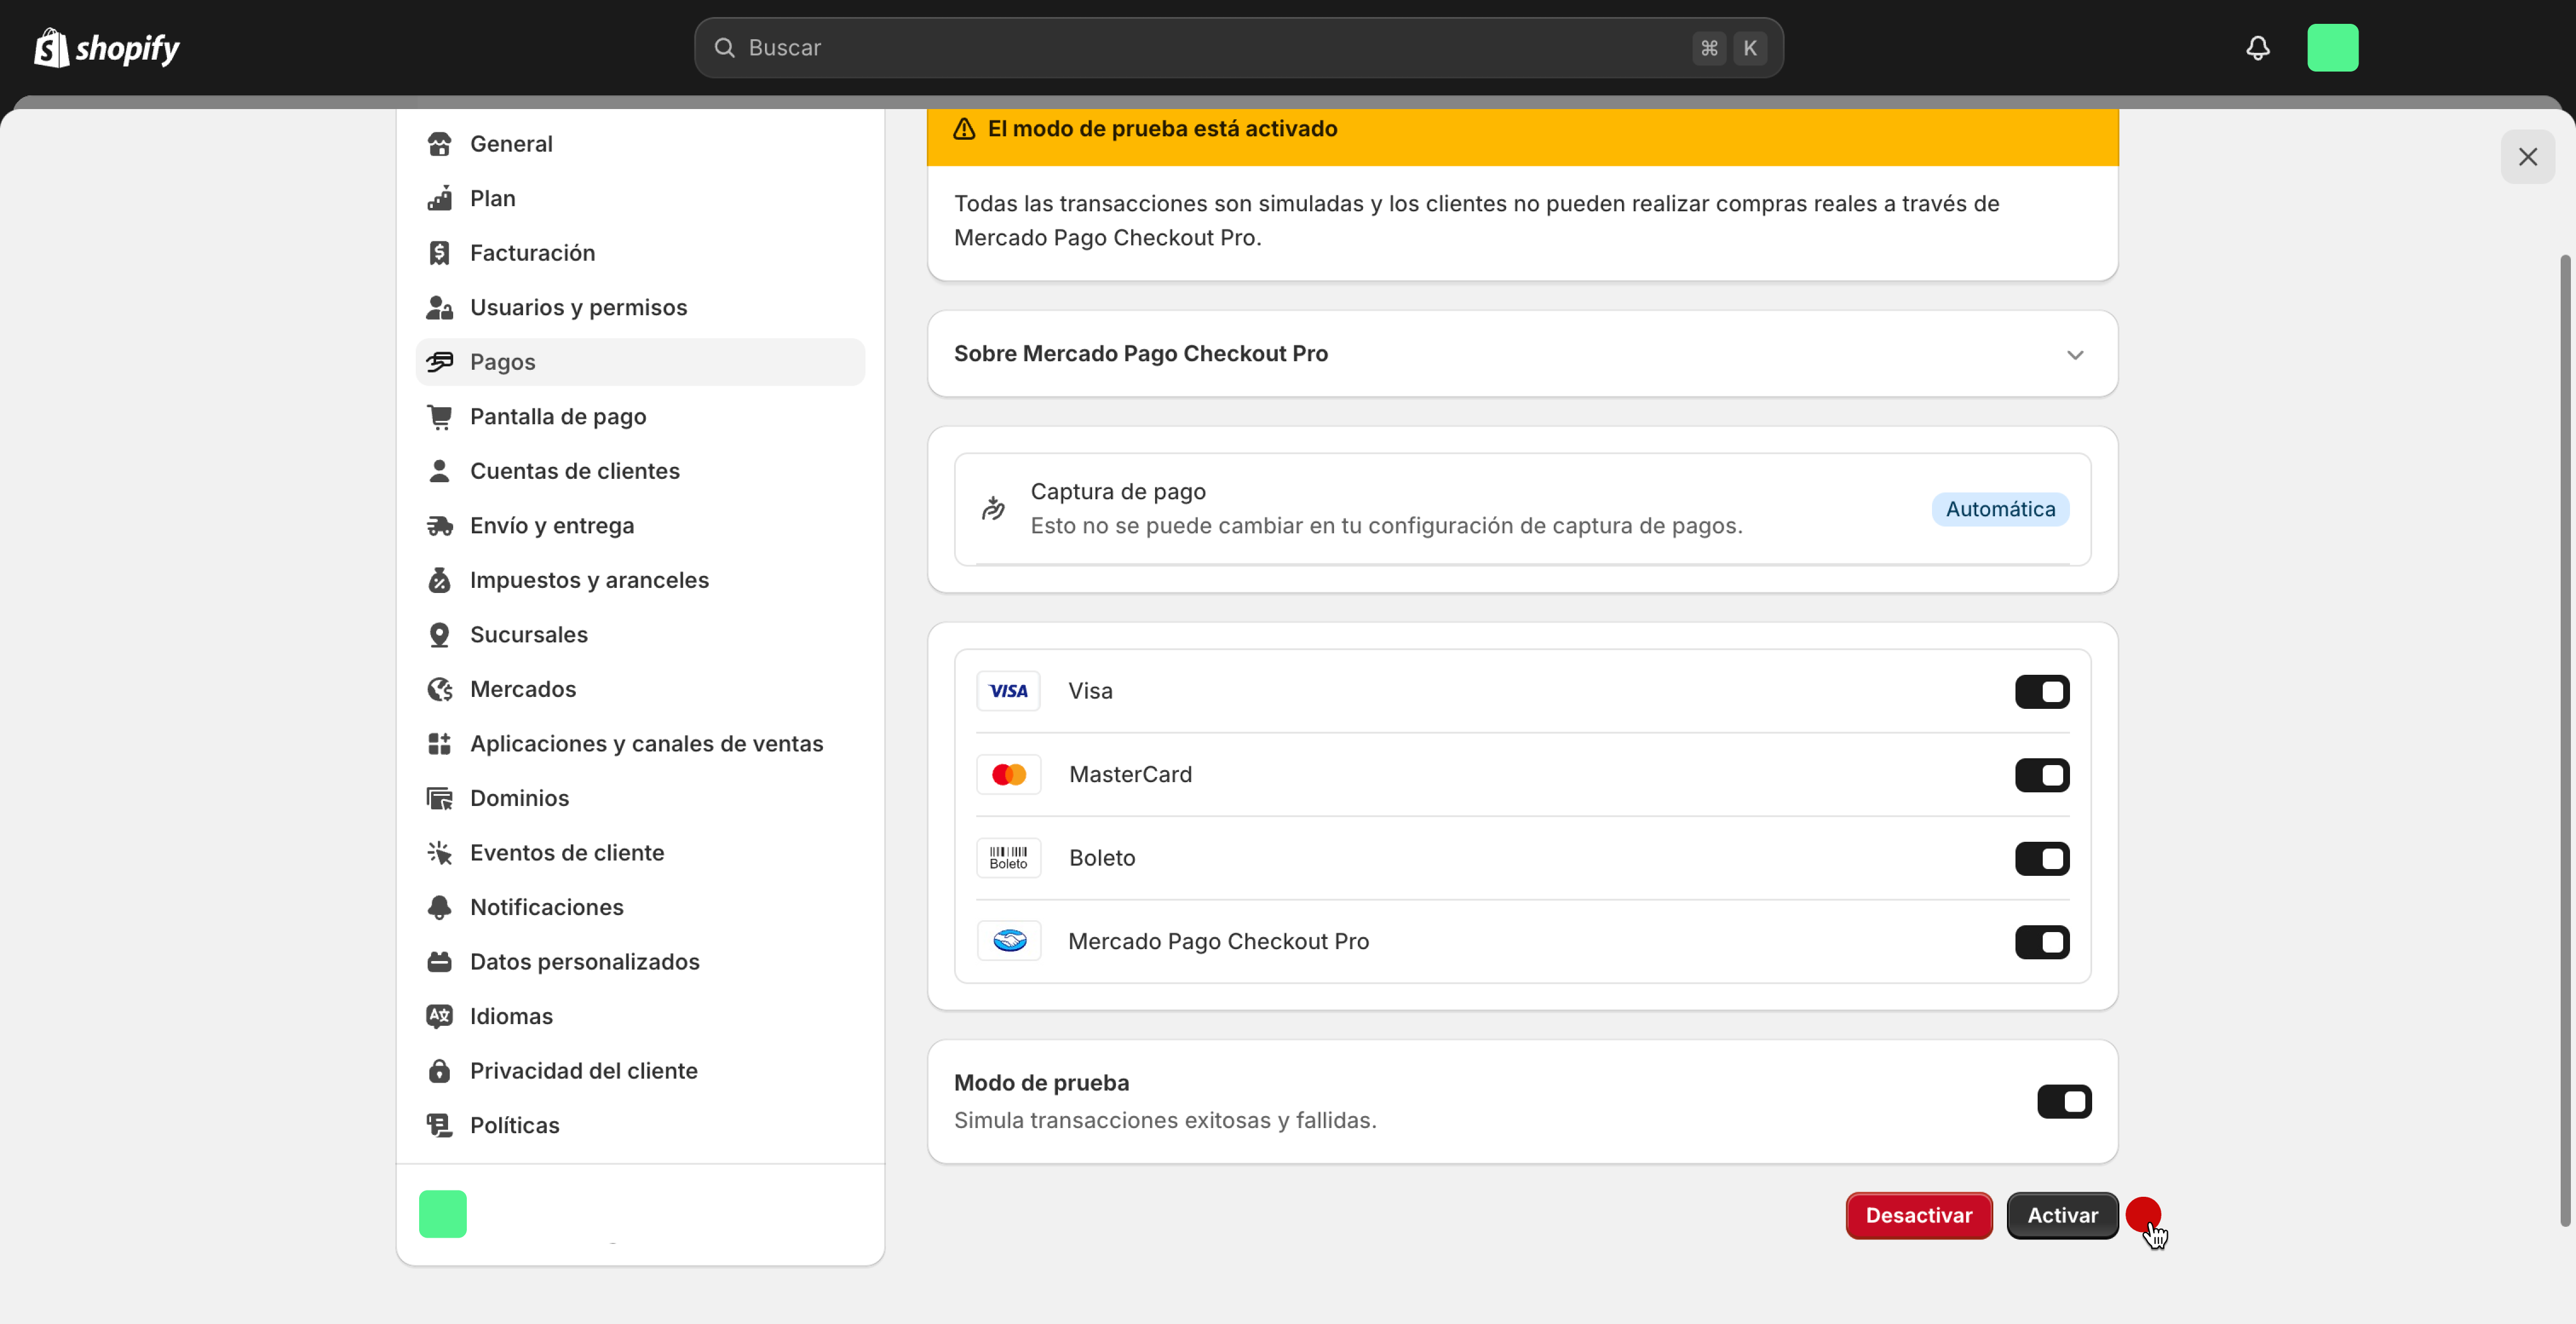 shopify
Buscar
⌘ K
General
Plan
Facturación
Usuarios y permisos
Pagos
Pantalla de pago
Cuentas de clientes
Envío y entrega
Impuestos y aranceles
Sucursales
Mercados
Aplicaciones y canales de ventas
Dominios
Eventos de cliente
Notificaciones
Datos personalizados
Idiomas
Privacidad del cliente
Políticas
El modo de prueba está activado
Todas las transacciones son simuladas y los clientes no pueden realizar compras reales a través de
Mercado Pago Checkout Pro.
Sobre Mercado Pago Checkout Pro
Captura de pago
Esto no se puede cambiar en tu configuración de captura de pagos.
Automática
VISA Visa
MasterCard
Boleto Boleto
Mercado Pago Checkout Pro
Modo de prueba
Simula transacciones exitosas y fallidas.
Desactivar
Activar